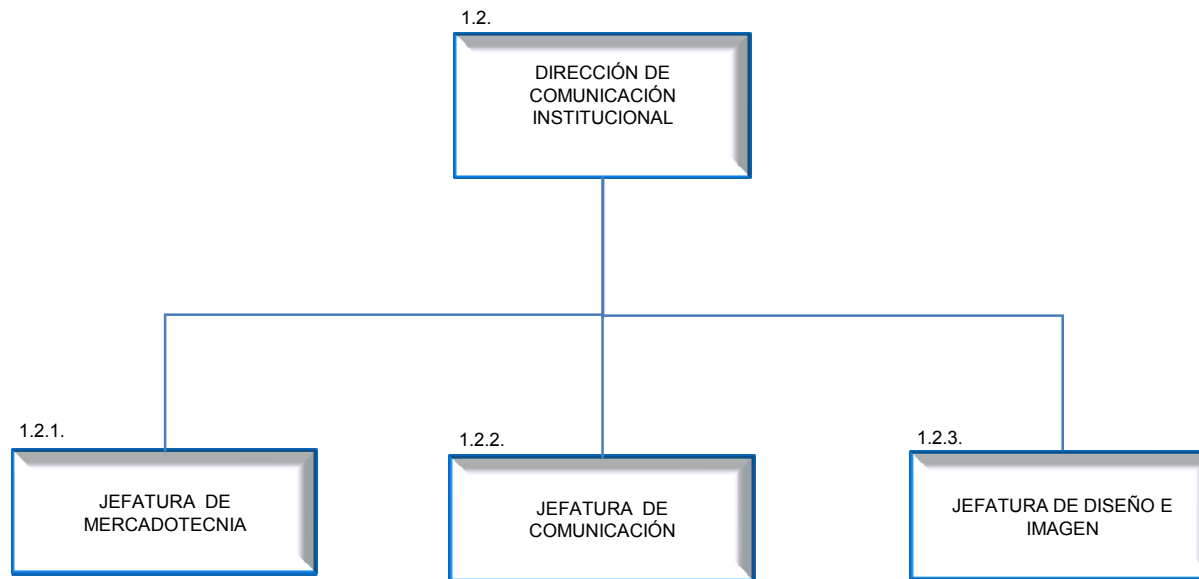 1.2.
DIRECCIÓN DE
COMUNICACIÓN
INSTITUCIONAL
1.2.1.
JEFATURA DE
MERCADOTECNIA
1.2.2.
JEFATURA DE
COMUNICACIÓN
1.2.3.
JEFATURA DE DISEÑO E
IMAGEN